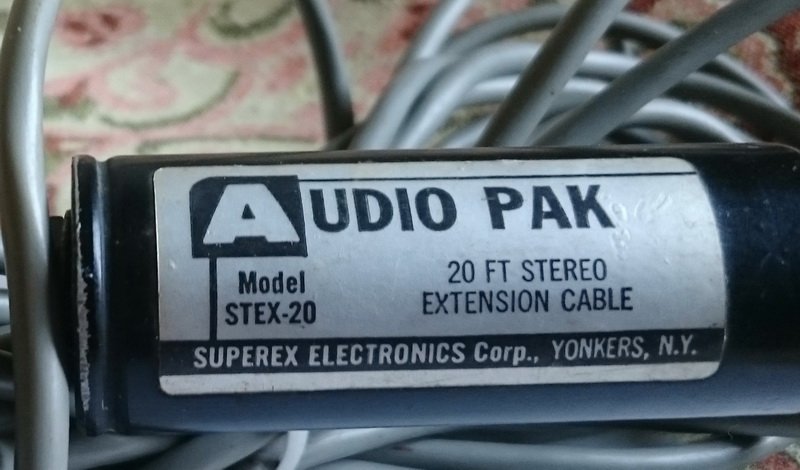 AUDIO PAK
Model
STEX-20
20 FT STEREO
EXTENSION CABLE
SUPEREX ELECTRONICS Corp., YONKERS, N.Y.